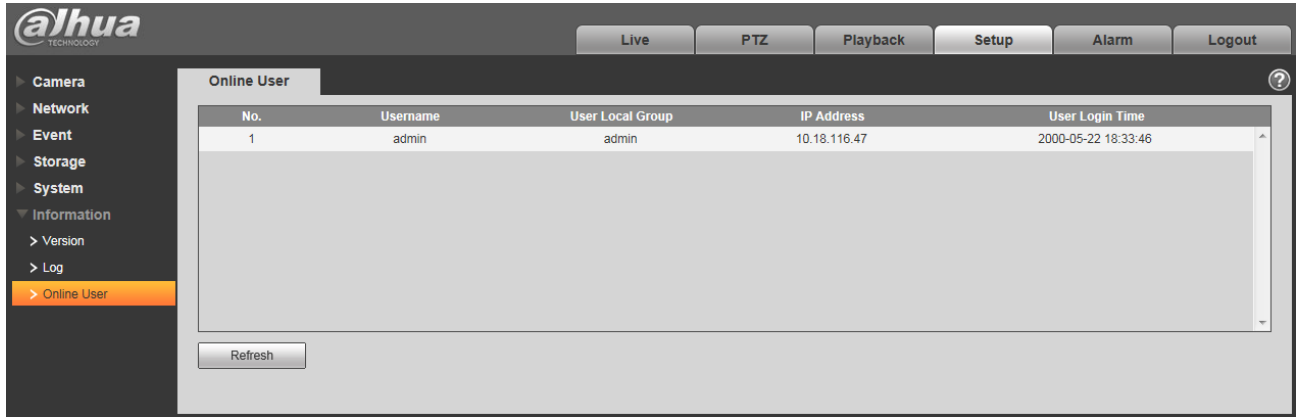 alhua
TECHNOLOGY
Live PTZ Playback Setup Alarm Logout
Camera
Network
Event
Storage
System
Information
> Version
> Log
> Online User
Online User ?
No. Username User Local Group IP Address User Login Time
1 admin admin 10.18.116.47 2000-05-22 18:33:46
Refresh